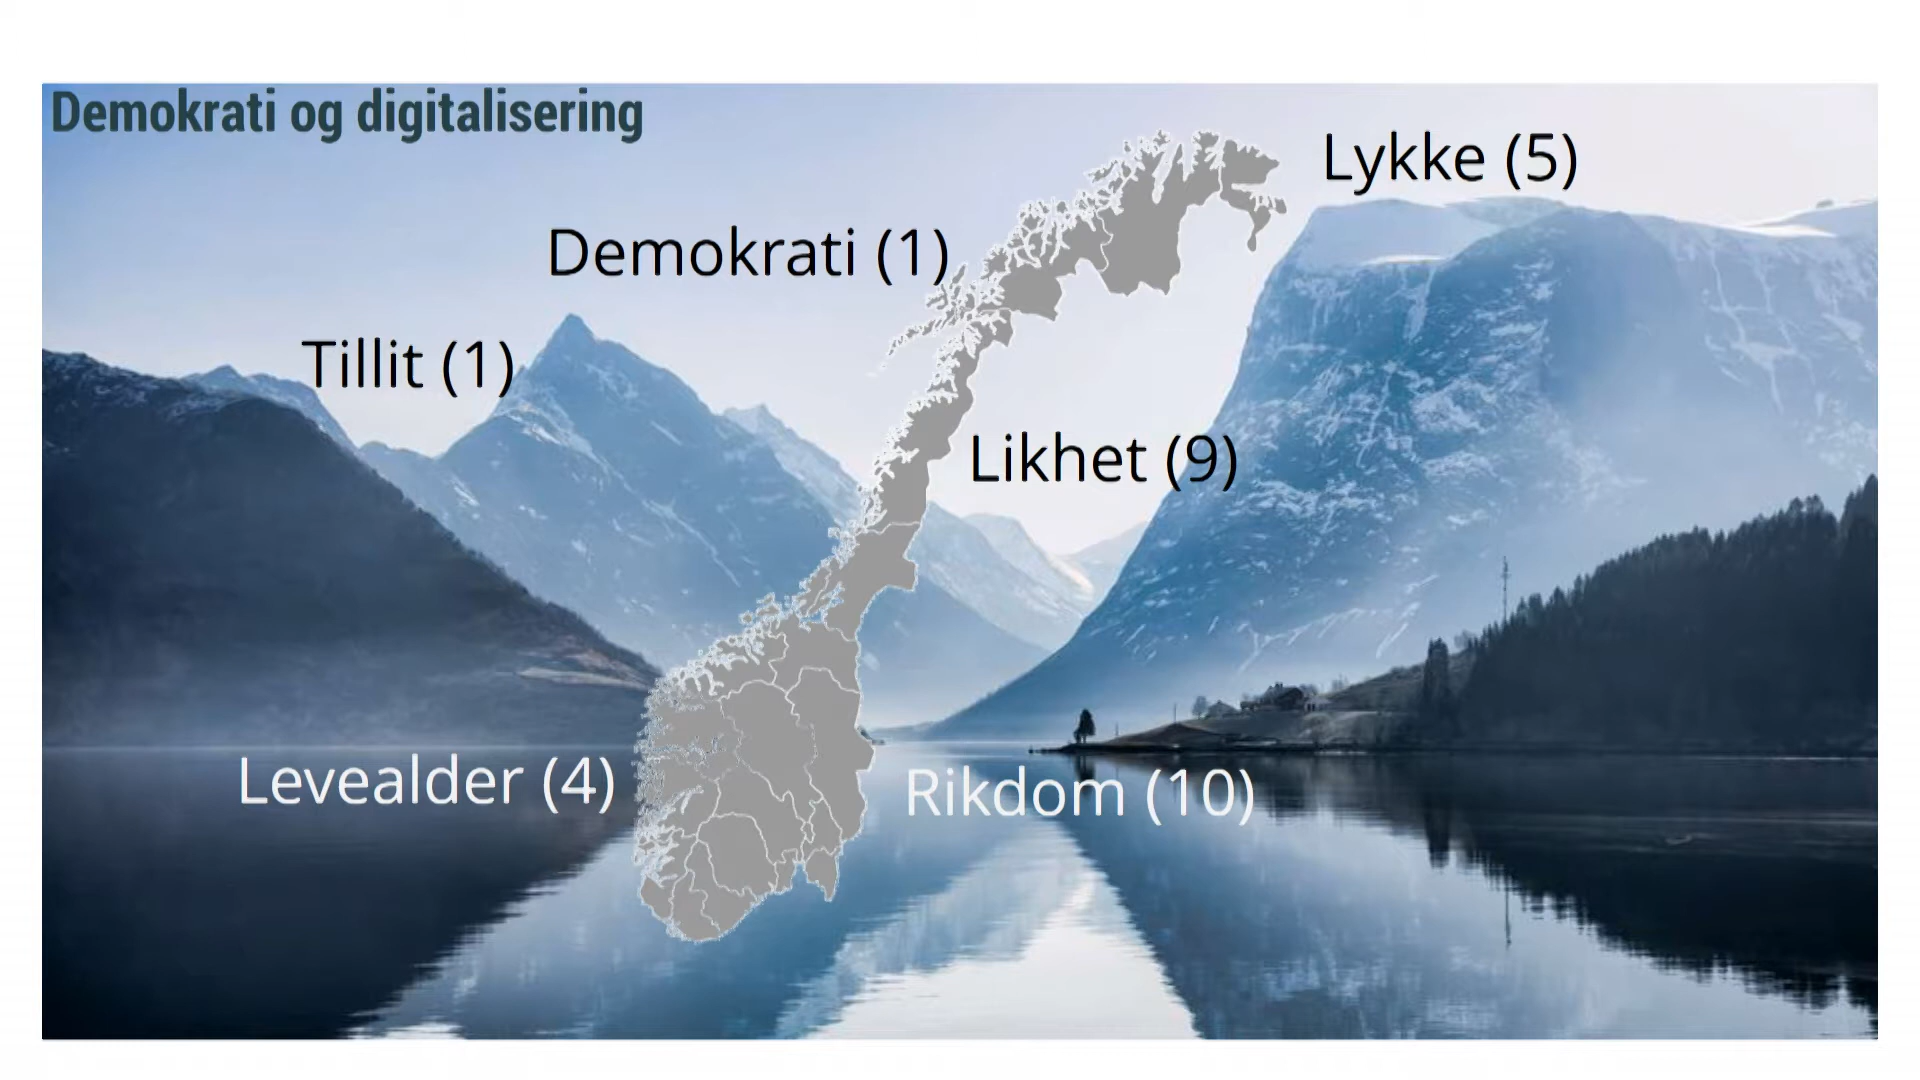 Demokrati og digitalisering
Lykke (5)
Demokrati (1)
Tillit (1)
Likhet (9)
Levealder (4)
Rikdom (10)